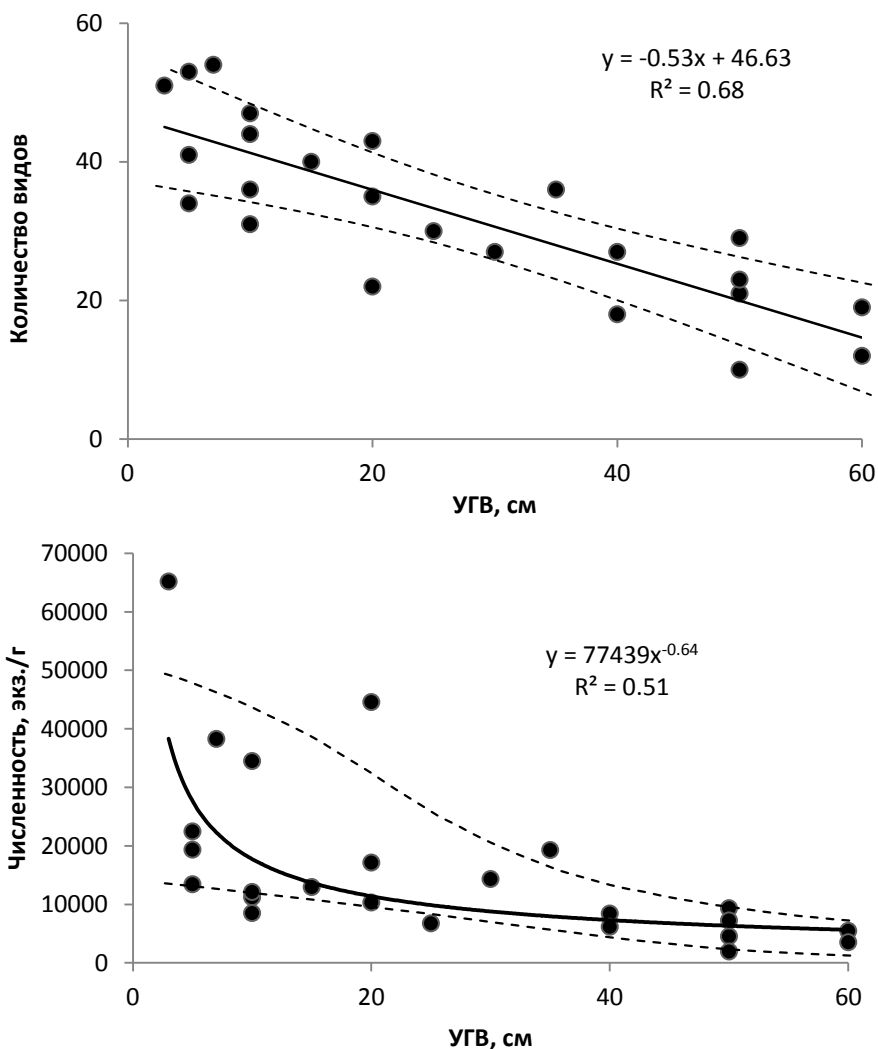 60
40
20
0
Количество видов
y = -0.53x + 46.63
R² = 0.68
0 20 40 60
УГВ, см
70000
60000
50000
40000
30000
20000
10000
0
Численность, экз./г
y = 77439x^-0.64
R² = 0.51
0 20 40 60
УГВ, см